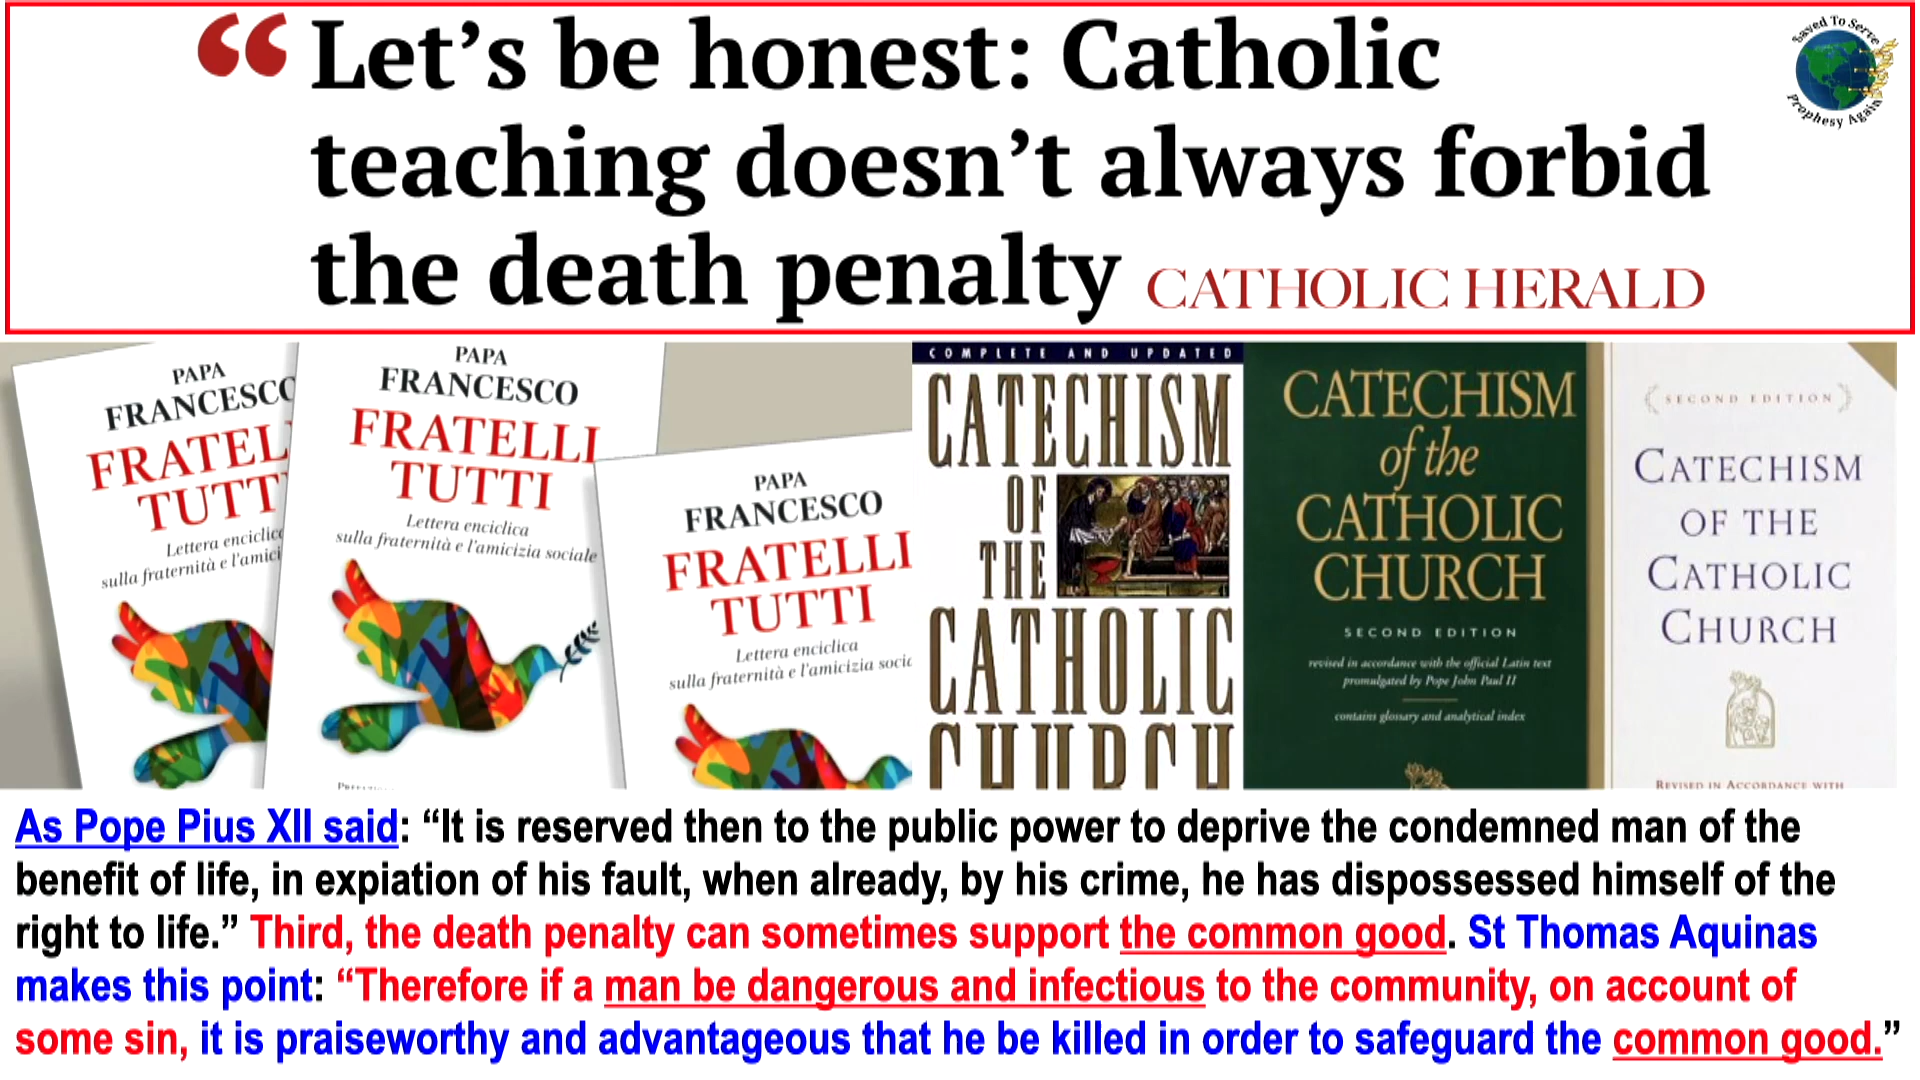 “ Let’s be honest: Catholic
teaching doesn’t always forbid
the death penalty CATHOLIC HERALD
Saved To Serve
Prophesy Again
PAPA
FRANCESCO
FRATEL
TUTT
Lettera enciclic
sulla fraternità e l'amici
PAPA
FRANCESCO
FRATELLI
TUTTI
Lettera enciclica
sulla fraternità e l'amicizia sociale
PAPA
FRANCESCO
FRATELLI
TUTTI
Lettera enciclica
sulla fraternità e l'amicizia socia
COMPLETE AND UPDATED
CATECHISM
OF
THE
CATHOLIC
CHURCH
CATECHISM
of the
CATHOLIC
CHURCH
SECOND EDITION
revised in accordance with the official Latin text
promulgated by Pope John Paul II
contains glossary and analytical index
SECOND EDITION
CATECHISM
OF THE
CATHOLIC
CHURCH
REVISED IN ACCORDANCE WITH
As Pope Pius XII said: “It is reserved then to the public power to deprive the condemned man of the
benefit of life, in expiation of his fault, when already, by his crime, he has dispossessed himself of the
right to life.” Third, the death penalty can sometimes support the common good. St Thomas Aquinas
makes this point: “Therefore if a man be dangerous and infectious to the community, on account of
some sin, it is praiseworthy and advantageous that he be killed in order to safeguard the common good.”